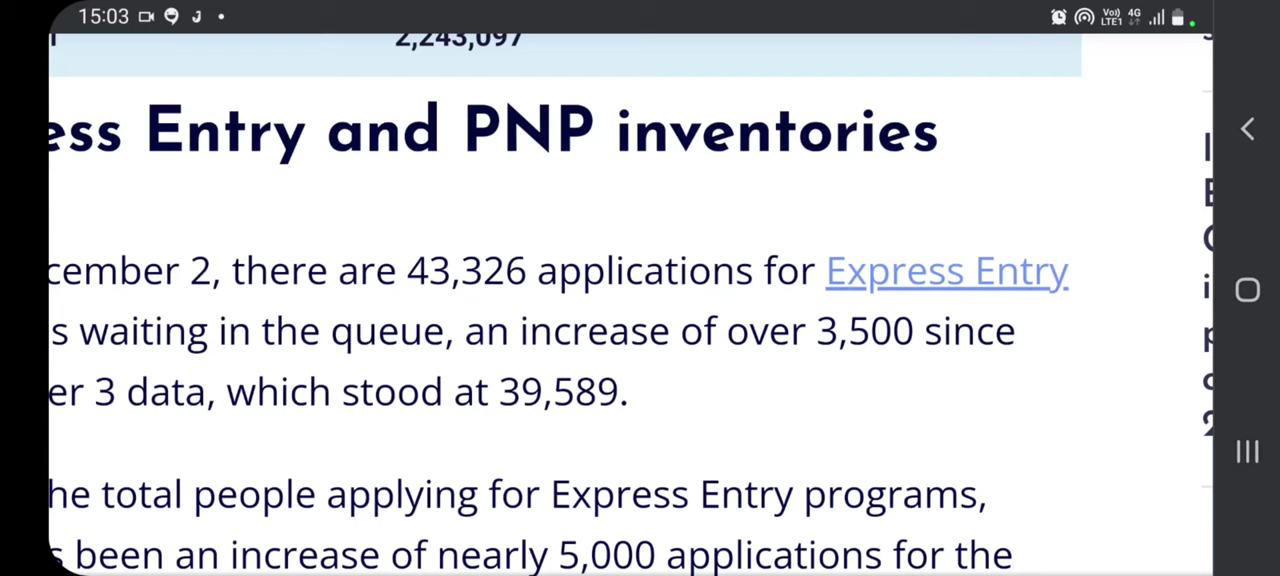 15:03
Vo) 4G
LTE1
2,243,097
ess Entry and PNP inventories
cember 2, there are 43,326 applications for Express Entry
s waiting in the queue, an increase of over 3,500 since
er 3 data, which stood at 39,589.
he total people applying for Express Entry programs,
s been an increase of nearly 5,000 applications for the